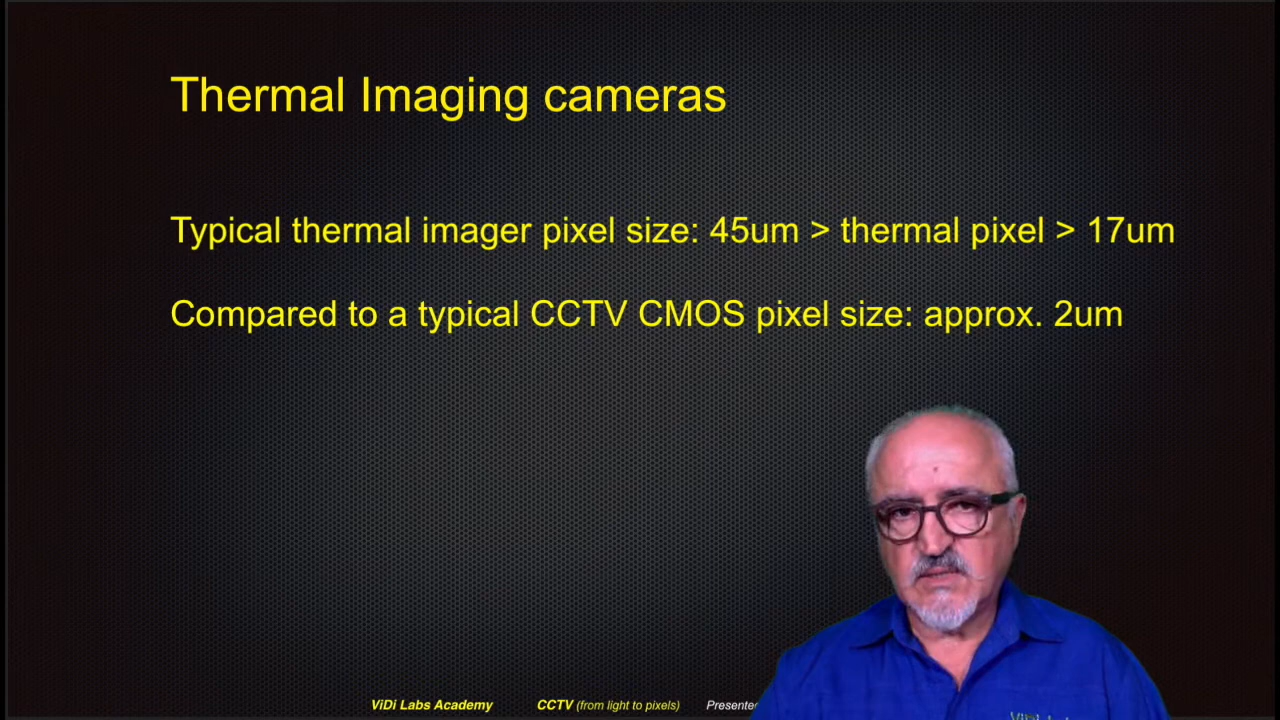 Thermal Imaging cameras
Typical thermal imager pixel size: 45um > thermal pixel > 17um
Compared to a typical CCTV CMOS pixel size: approx. 2um
ViDi Labs Academy CCTV (from light to pixels) Presented